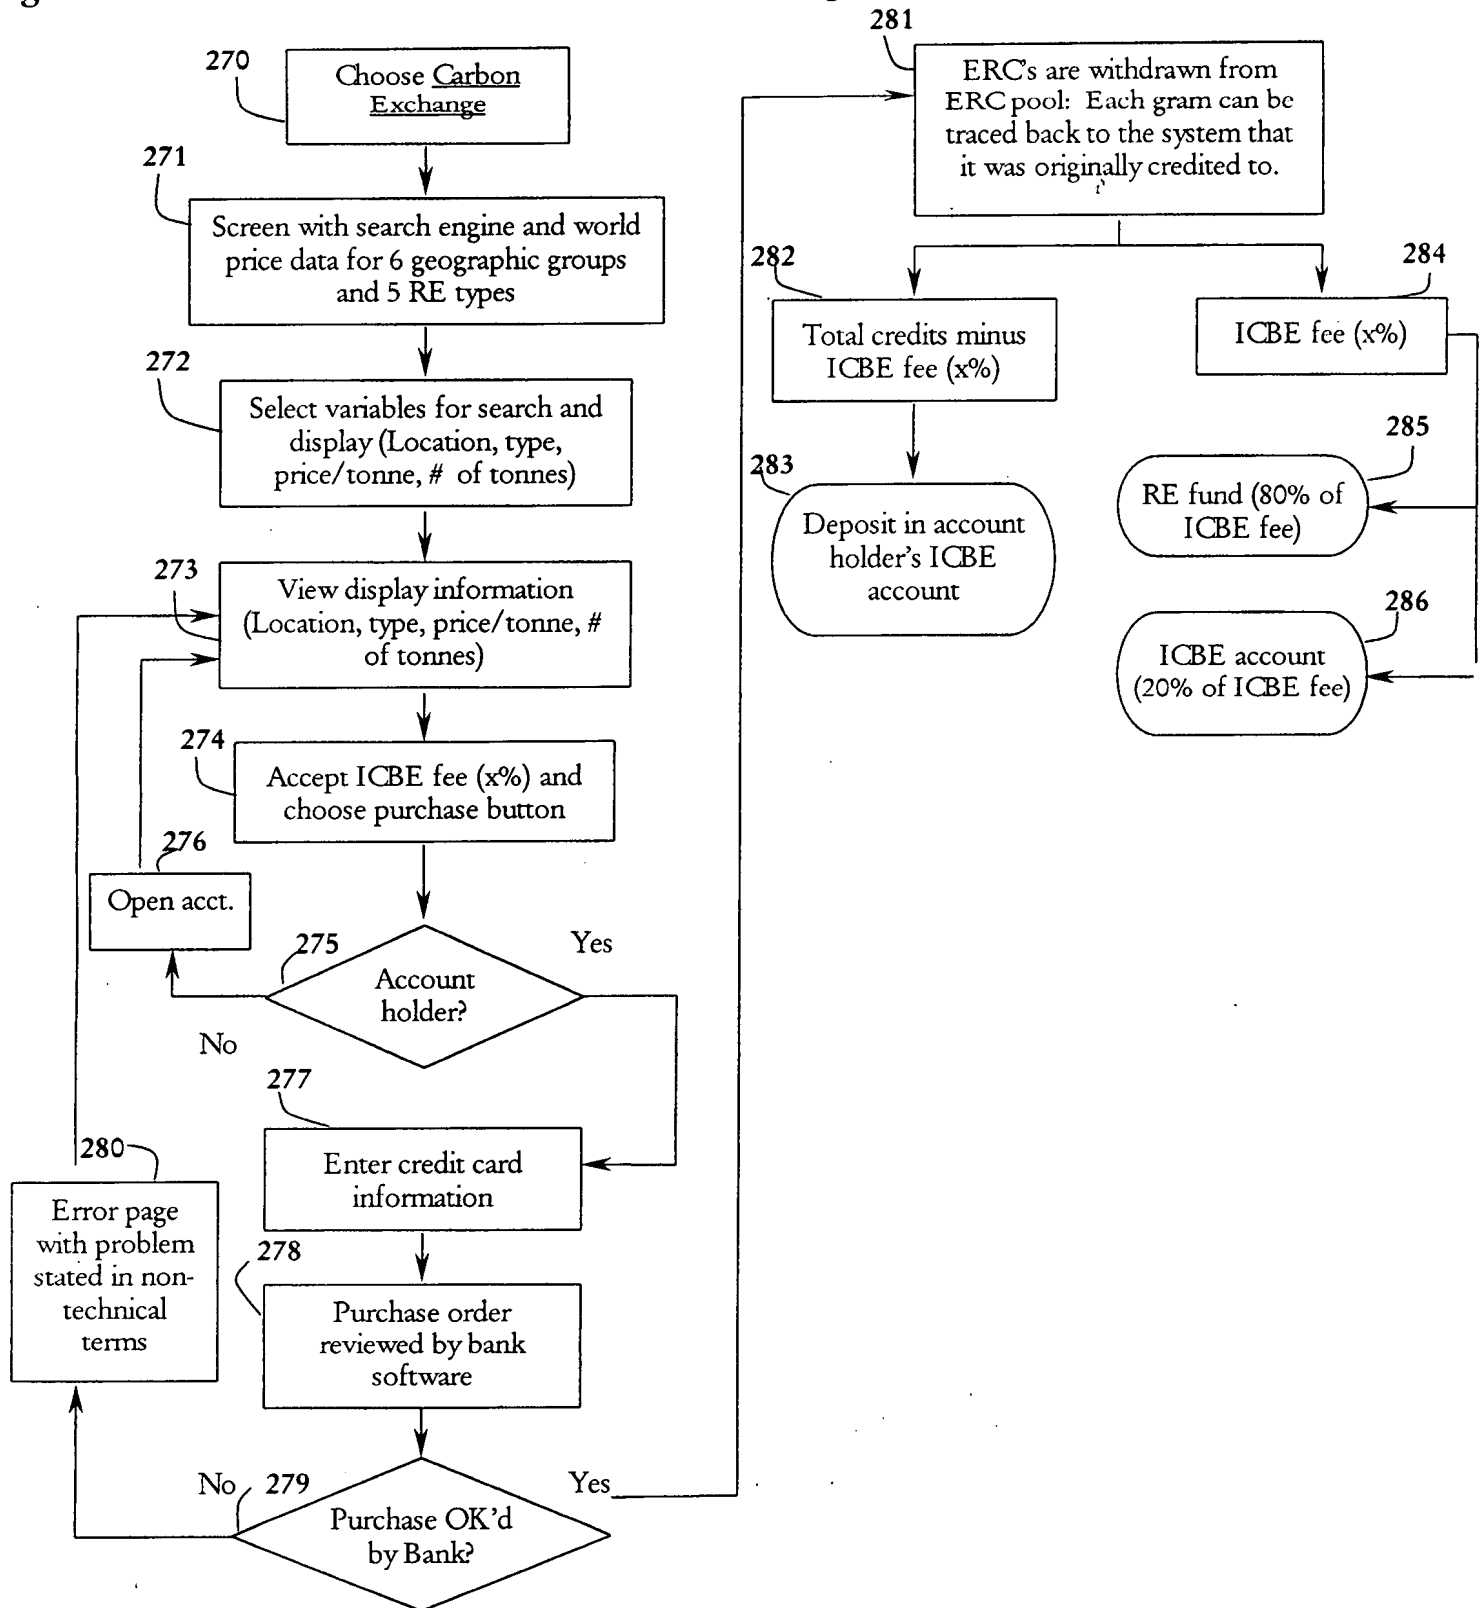 270
Choose Carbon
Exchange
271
Screen with search engine and world
price data for 6 geographic groups
and 5 RE types
272
Select variables for search and
display (Location, type,
price/tonne, # of tonnes)
273
View display information
(Location, type, price/tonne, #
of tonnes)
274
Accept ICBE fee (x%) and
choose purchase button
276
Open acct.
275
Account
holder?
Yes
No
277
Enter credit card
information
280
Error page
with problem
stated in non-
technical
terms
278
Purchase order
reviewed by bank
software
No
279
Yes
Purchase OK'd
by Bank?
281
ERC's are withdrawn from
ERC pool: Each gram can be
traced back to the system that
it was originally credited to.
282
Total credits minus
ICBE fee (x%)
284
ICBE fee (x%)
283
Deposit in account
holder's ICBE
account
285
RE fund (80% of
ICBE fee)
286
ICBE account
(20% of ICBE fee)